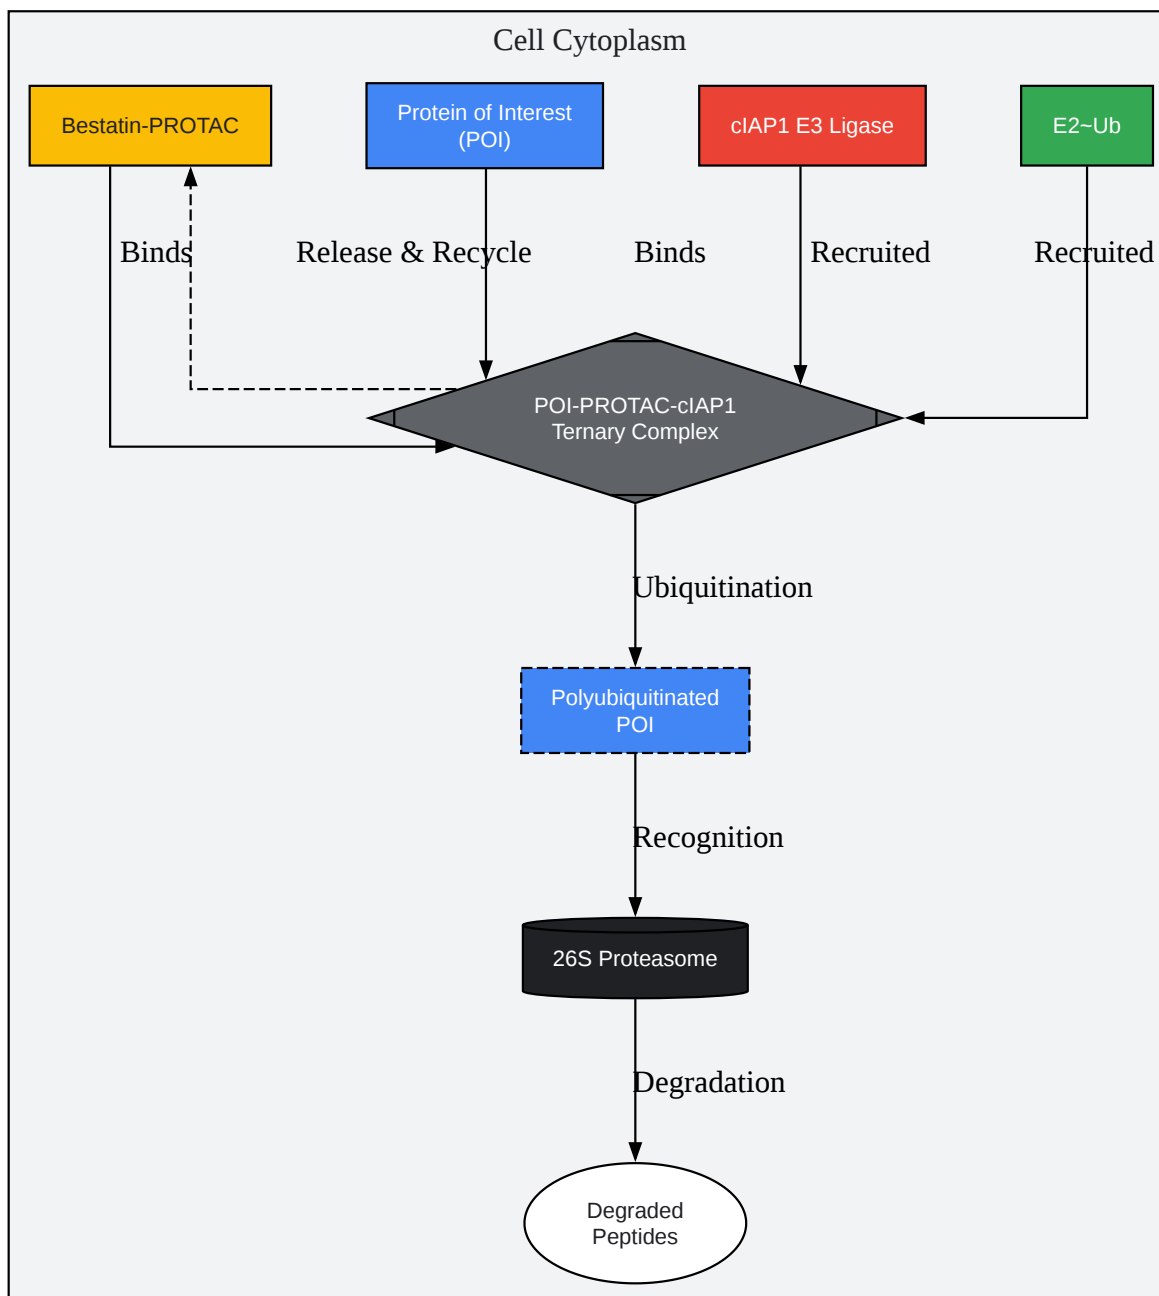 Cell Cytoplasm
Bestatin-PROTAC
Protein of Interest
(POI)
cIAP1 E3 Ligase
E2~Ub
Binds
Release & Recycle
Binds
Recruited
Recruited
POI-PROTAC-cIAP1
Ternary Complex
Ubiquitination
Polyubiquitinated
POI
Recognition
26S Proteasome
Degradation
Degraded
Peptides